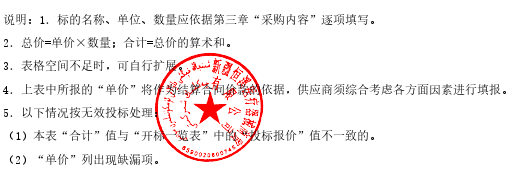 说明：1．标的名称、单位、数量应依据第三章“采购内容”逐项填写。
2．总价=单价×数量；合计=总价的算术和。
3．表格空间不足时，可自行扩展。
4．上表中所报的“单价”将作为结算合同价款的依据，供应商须综合考虑各方面因素进行填报。
5．以下情况按无效投标处理：
（1）本表“合计”值与“开标一览表”中的“投标报价”值不一致的。
（2）“单价”列出现缺漏项。